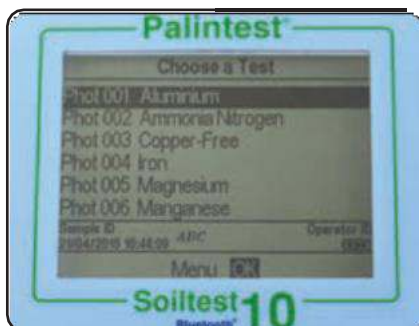 Palintest®
Choose a Test
Phot 001 Aluminium
Phot 002 Ammonia Nitrogen
Phot 003 Copper-Free
Phot 004 Iron
Phot 005 Magnesium
Phot 006 Manganese
Sample ID ABC Operator ID
Menu OK
Soiltest 10
Bluetooth®